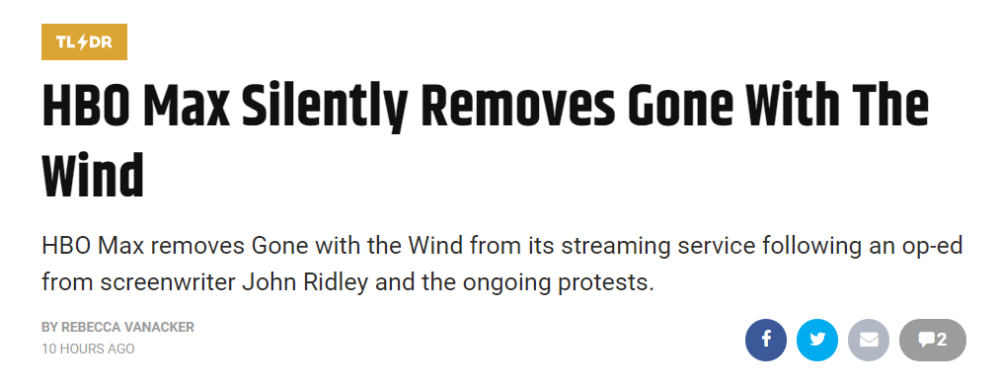 TL⚡DR
HBO Max Silently Removes Gone With The
Wind
HBO Max removes Gone with the Wind from its streaming service following an op-ed
from screenwriter John Ridley and the ongoing protests.
BY REBECCA VANACKER
10 HOURS AGO
f
2